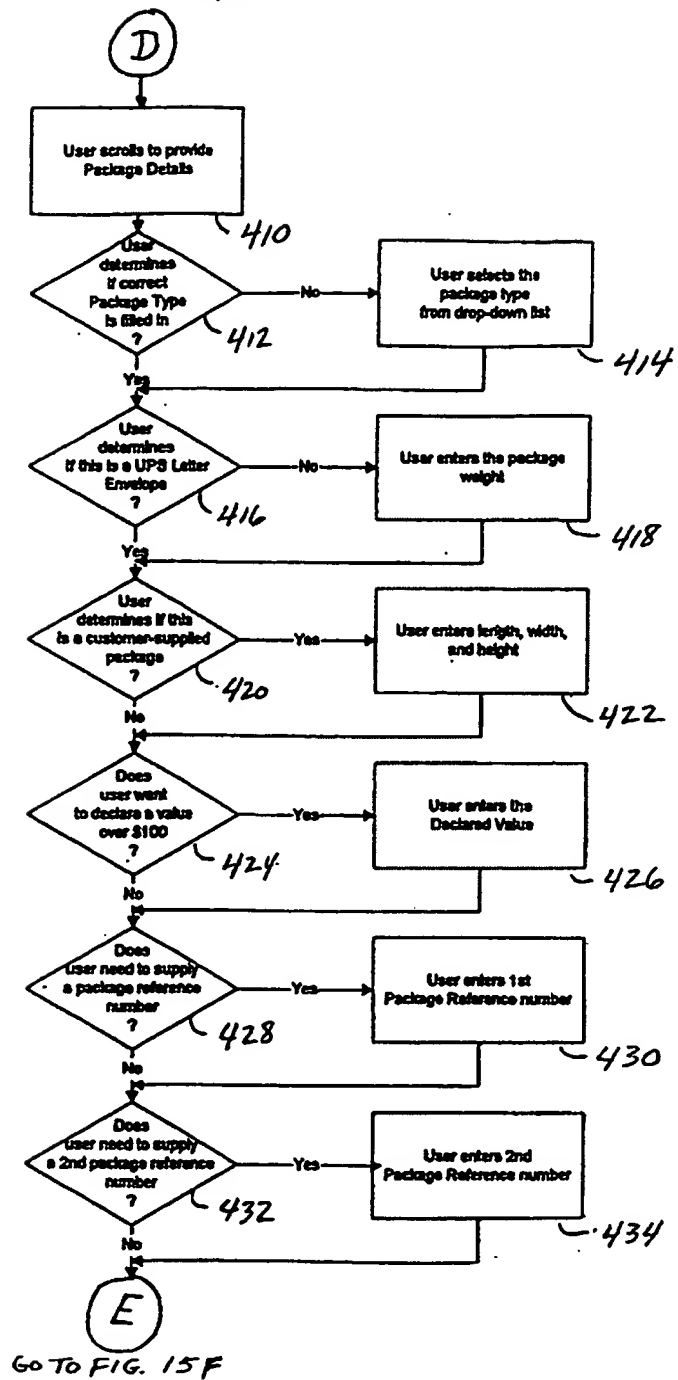 D
User scrolls to provide
Package Details
410
User
determines
if correct
Package Type
is filled in
?
412
No
User selects the
package type
from drop-down list
414
Yes
User
determines
if this is a UPS Letter
Envelope
?
416
No
User enters the package
weight
418
Yes
User
determines if this
is a customer-supplied
package
?
420
Yes
User enters length, width,
and height
422
No
Does
user want
to declare a value
over $100
?
424
Yes
User enters the
Declared Value
426
No
Does
user need to supply
a package reference
number
?
428
Yes
User enters 1st
Package Reference number
430
No
Does
user need to supply
a 2nd package reference
number
?
432
Yes
User enters 2nd
Package Reference number
434
No
E
GO TO FIG. 15F